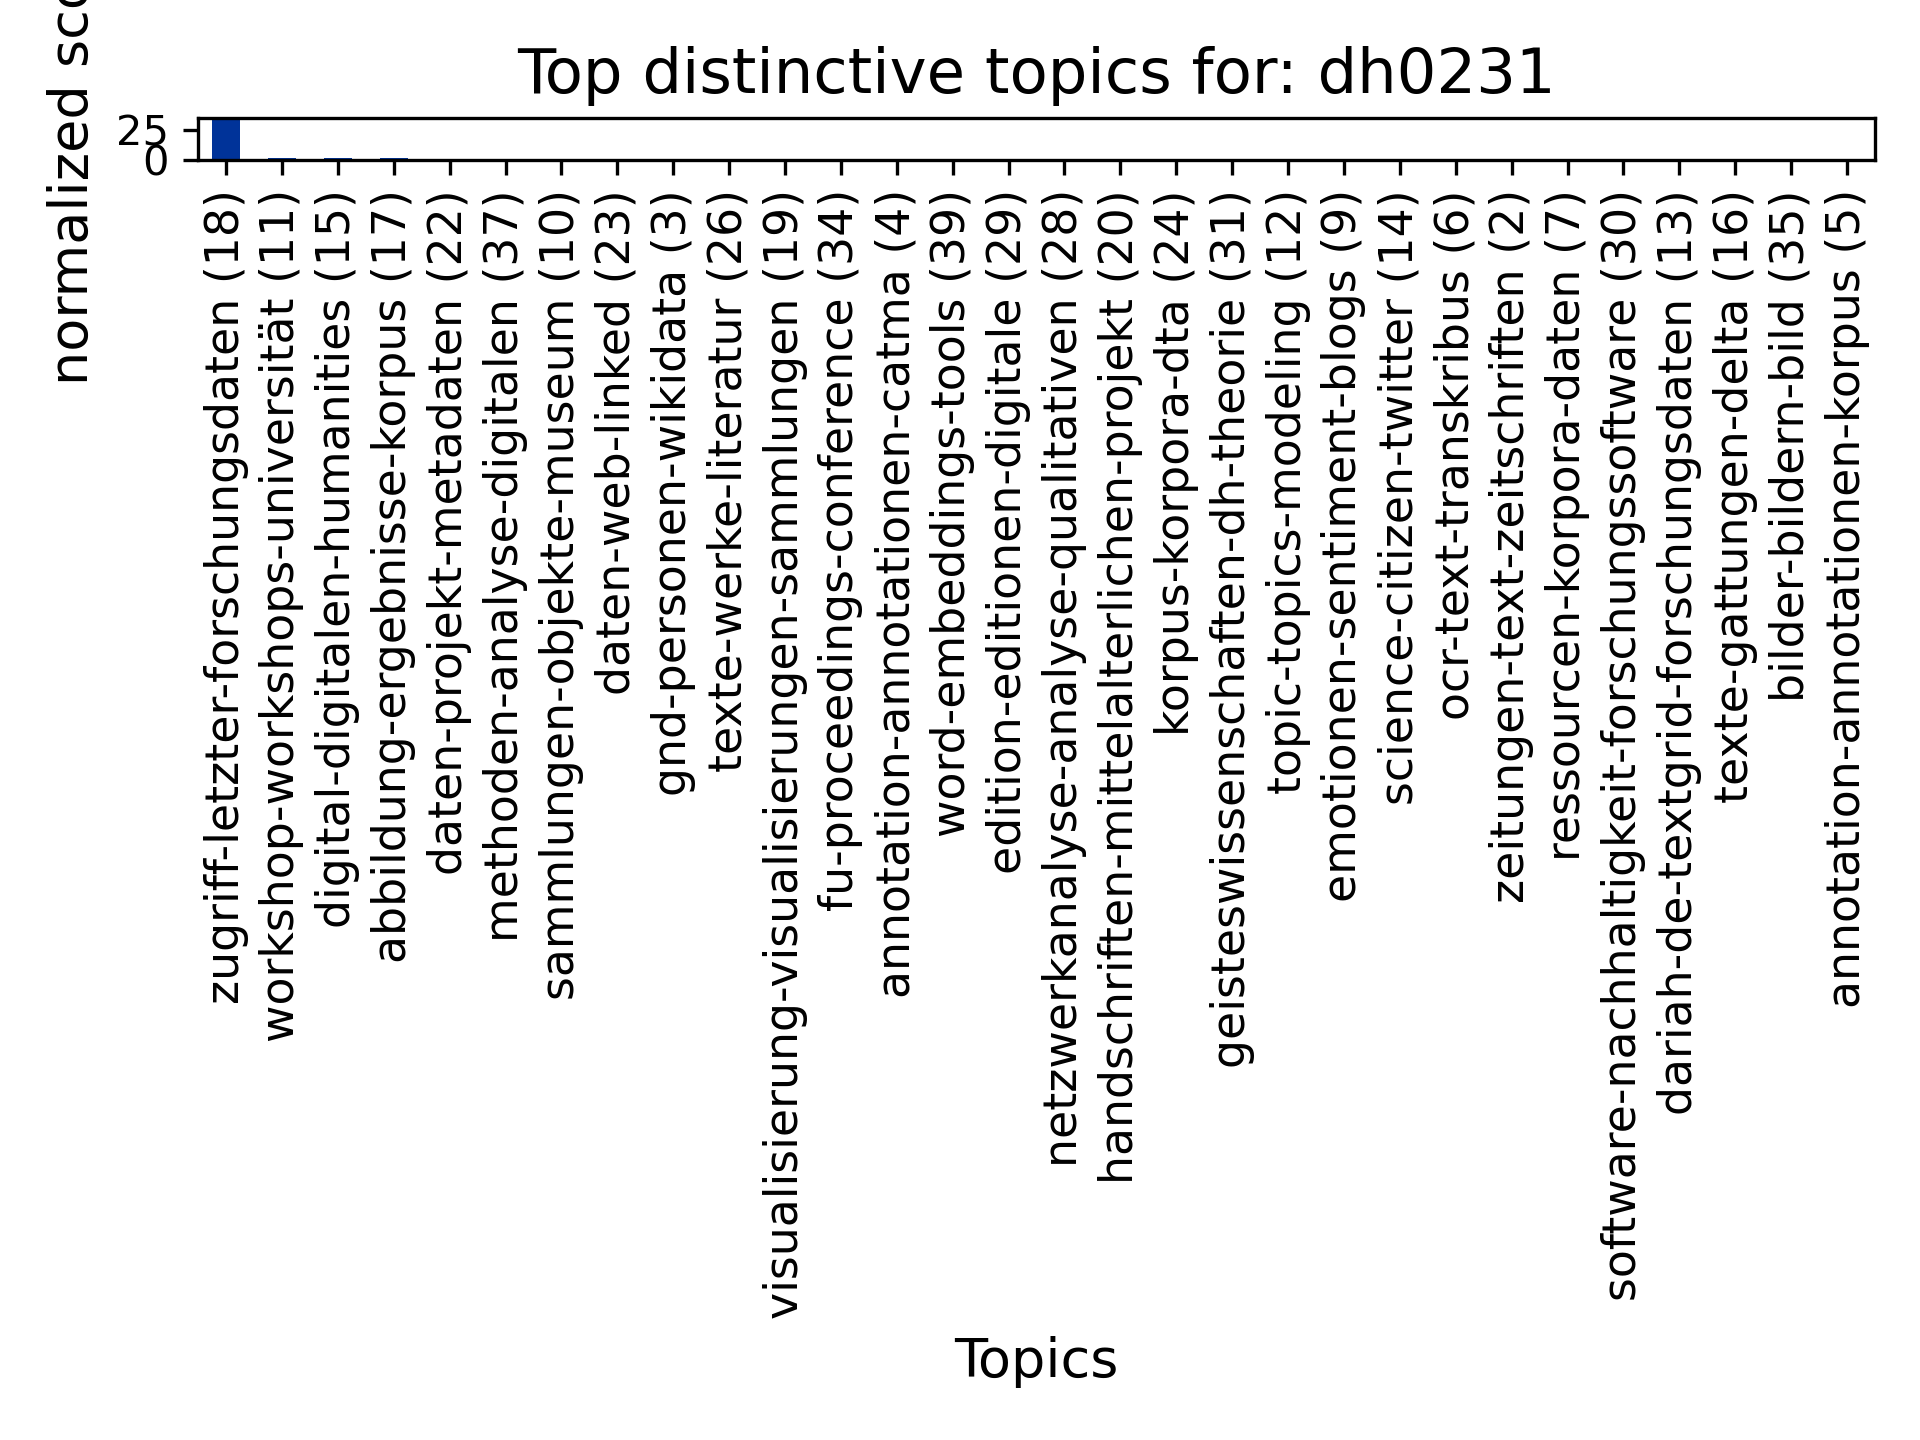 Top distinctive topics for: dh0231
normalized sco
25
0
zugriff-letzter-forschungsdaten (18)
workshop-workshops-universität (11)
digital-digitalen-humanities (15)
abbildung-ergebnisse-korpus (17)
daten-projekt-metadaten (22)
methoden-analyse-digitalen (37)
sammlungen-objekte-museum (10)
daten-web-linked (23)
gnd-personen-wikidata (3)
texte-werke-literatur (26)
visualisierung-visualisierungen-sammlungen (19)
fu-proceedings-conference (34)
annotation-annotationen-catma (4)
word-embeddings-tools (39)
edition-editionen-digitale (29)
netzwerkanalyse-analyse-qualitativen (28)
handschriften-mittelalterlichen-projekt (20)
korpus-korpora-dta (24)
geisteswissenschaften-dh-theorie (31)
topic-topics-modeling (12)
emotionen-sentiment-blogs (9)
science-citizen-twitter (14)
ocr-text-transkribus (6)
zeitungen-text-zeitschriften (2)
ressourcen-korpora-daten (7)
software-nachhaltigkeit-forschungssoftware (30)
dariah-de-textgrid-forschungsdaten (13)
texte-gattungen-delta (16)
bilder-bildern-bild (35)
annotation-annotationen-korpus (5)
Topics